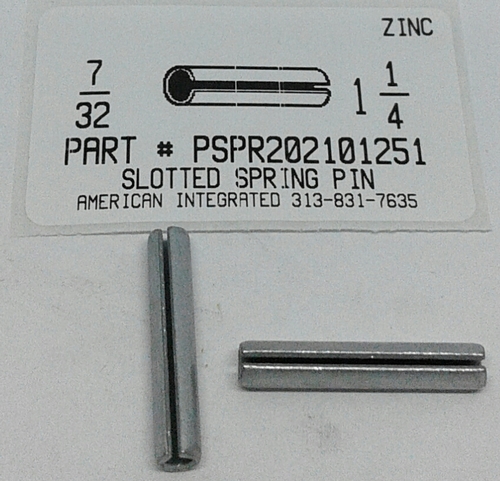 ZINC
7/32 1 1/4
PART # PSPR202101251
SLOTTED SPRING PIN
AMERICAN INTEGRATED 313-831-7635